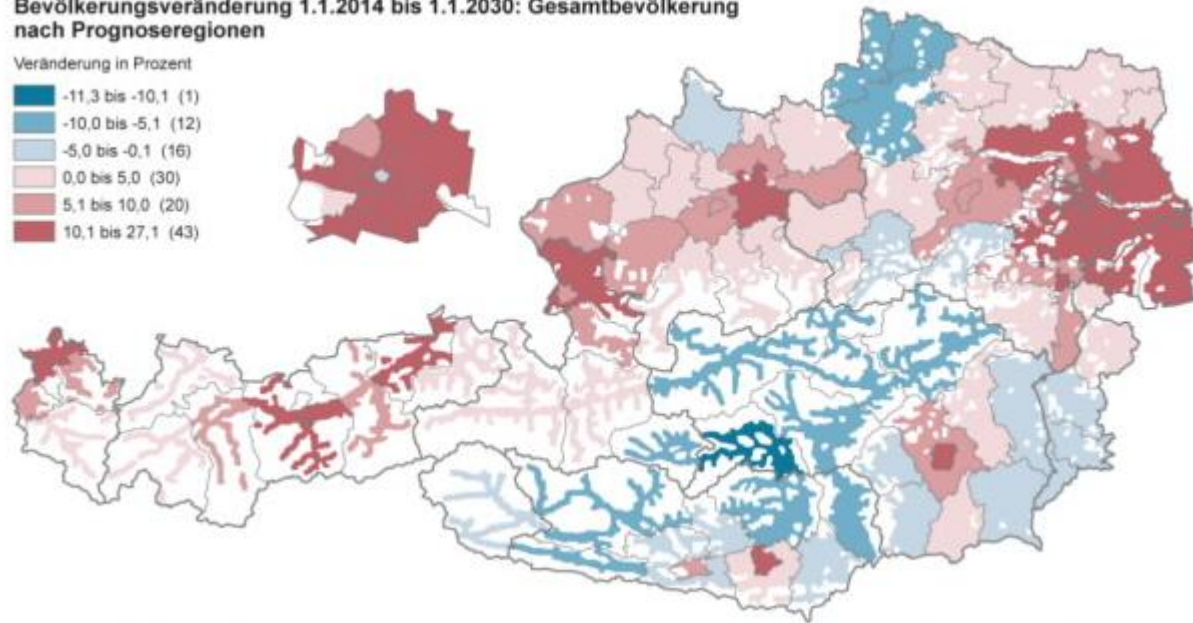 Bevölkerungsveränderung 1.1.2014 bis 1.1.2030: Gesamtbevölkerung
nach Prognoseregionen
Veränderung in Prozent
-11,3 bis -10,1 (1)
-10,0 bis -5,1 (12)
-5,0 bis -0,1 (16)
0,0 bis 5,0 (30)
5,1 bis 10,0 (20)
10,1 bis 27,1 (43)